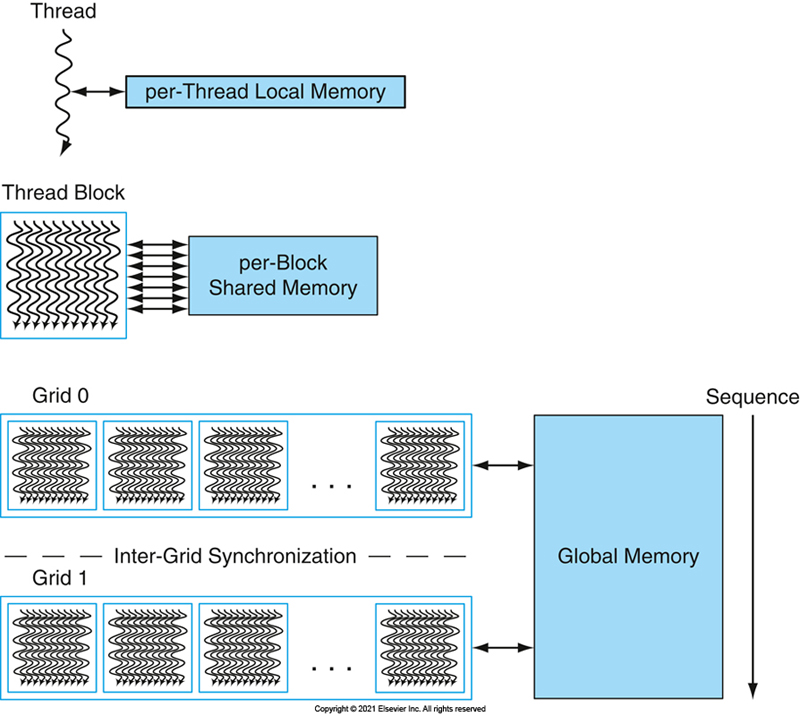 Thread
per-Thread Local Memory
Thread Block
per-Block
Shared Memory
Grid 0
Sequence
. . .
Inter-Grid Synchronization
Global Memory
Grid 1
. . .
Copyright © 2021 Elsevier Inc. All rights reserved